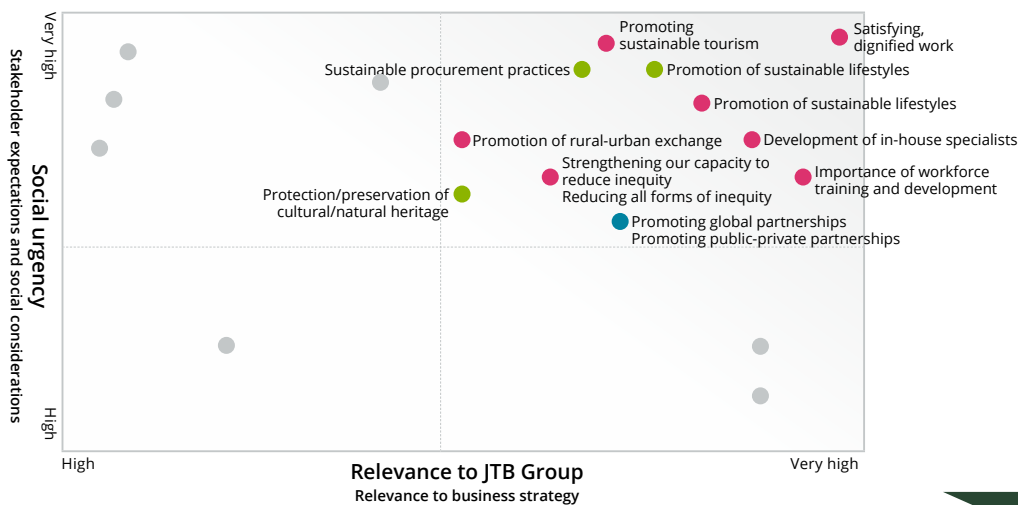 Very high
Social urgency
Stakeholder expectations and social considerations
High
Promoting
sustainable tourism
Satisfying,
dignified work
Sustainable procurement practices
Promotion of sustainable lifestyles
Promotion of sustainable lifestyles
Promotion of rural-urban exchange
Development of in-house specialists
Strengthening our capacity to
reduce inequity
Reducing all forms of inequity
Importance of workforce
training and development
Protection/preservation of
cultural/natural heritage
Promoting global partnerships
Promoting public-private partnerships
High
Relevance to JTB Group
Very high
Relevance to business strategy